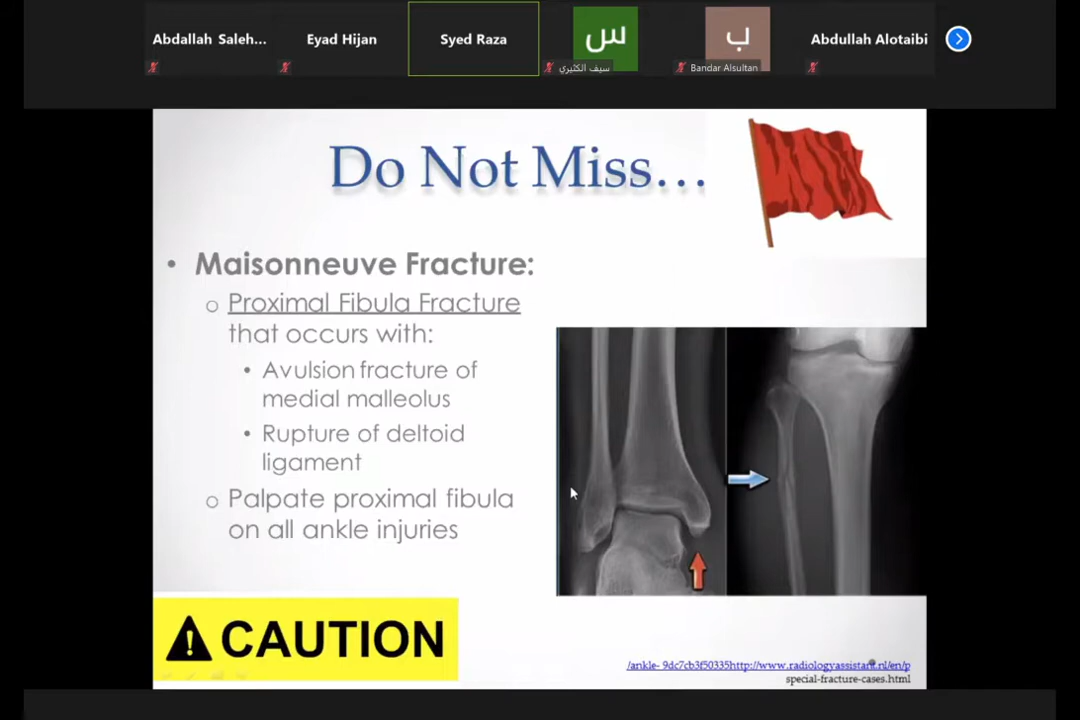 Abdallah Saleh...
Eyad Hijan
Syed Raza
س
ب
Abdullah Alotaibi
سيف الكثيري
Bandar Alsultan
Do Not Miss...
• Maisonneuve Fracture:
o Proximal Fibula Fracture
that occurs with:
• Avulsion fracture of
medial malleolus
• Rupture of deltoid
ligament
o Palpate proximal fibula
on all ankle injuries
CAUTION
/ankle- 9dc7cb3f50335http://www.radiologyassistant.nl/en/p
special-fracture-cases.html